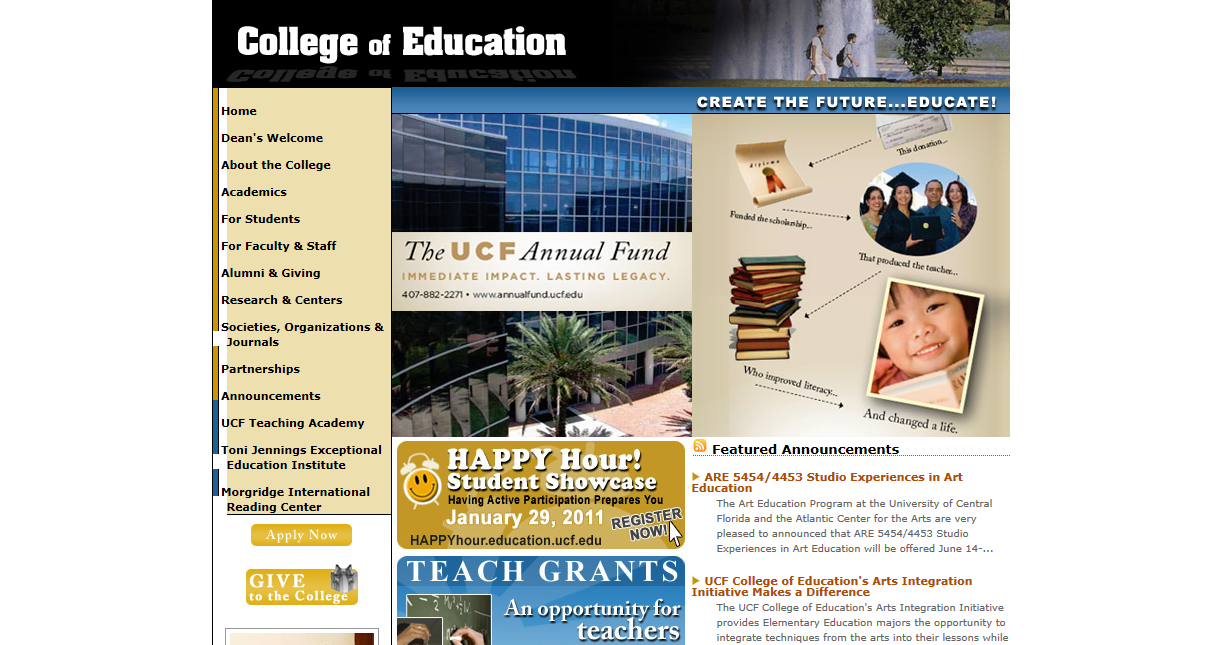 College of Education
CREATE THE FUTURE...EDUCATE!
Home
Dean's Welcome
About the College
Academics
For Students
For Faculty & Staff
Alumni & Giving
Research & Centers
Societies, Organizations &
Journals
Partnerships
Announcements
UCF Teaching Academy
Toni Jennings Exceptional
Education Institute
Morgridge International
Reading Center
Apply Now
GIVE
to the College
The UCF Annual Fund
IMMEDIATE IMPACT. LASTING LEGACY.
407-882-2271 • www.annualfund.ucf.edu
This donation...
diploma
Funded the scholarship...
That produced the teacher...
Who improved literacy...
And changed a life.
HAPPY Hour!
Student Showcase
Having Active Participation Prepares You
January 29, 2011
REGISTER
NOW!
HAPPYhour.education.ucf.edu
TEACH GRANTS
An opportunity for
teachers
Featured Announcements
ARE 5454/4453 Studio Experiences in Art
Education
The Art Education Program at the University of Central
Florida and the Atlantic Center for the Arts are very
pleased to announced that ARE 5454/4453 Studio
Experiences in Art Education will be offered June 14-...
UCF College of Education's Arts Integration
Initiative Makes a Difference
The UCF College of Education's Arts Integration Initiative
provides Elementary Education majors the opportunity to
integrate techniques from the arts into their lessons while